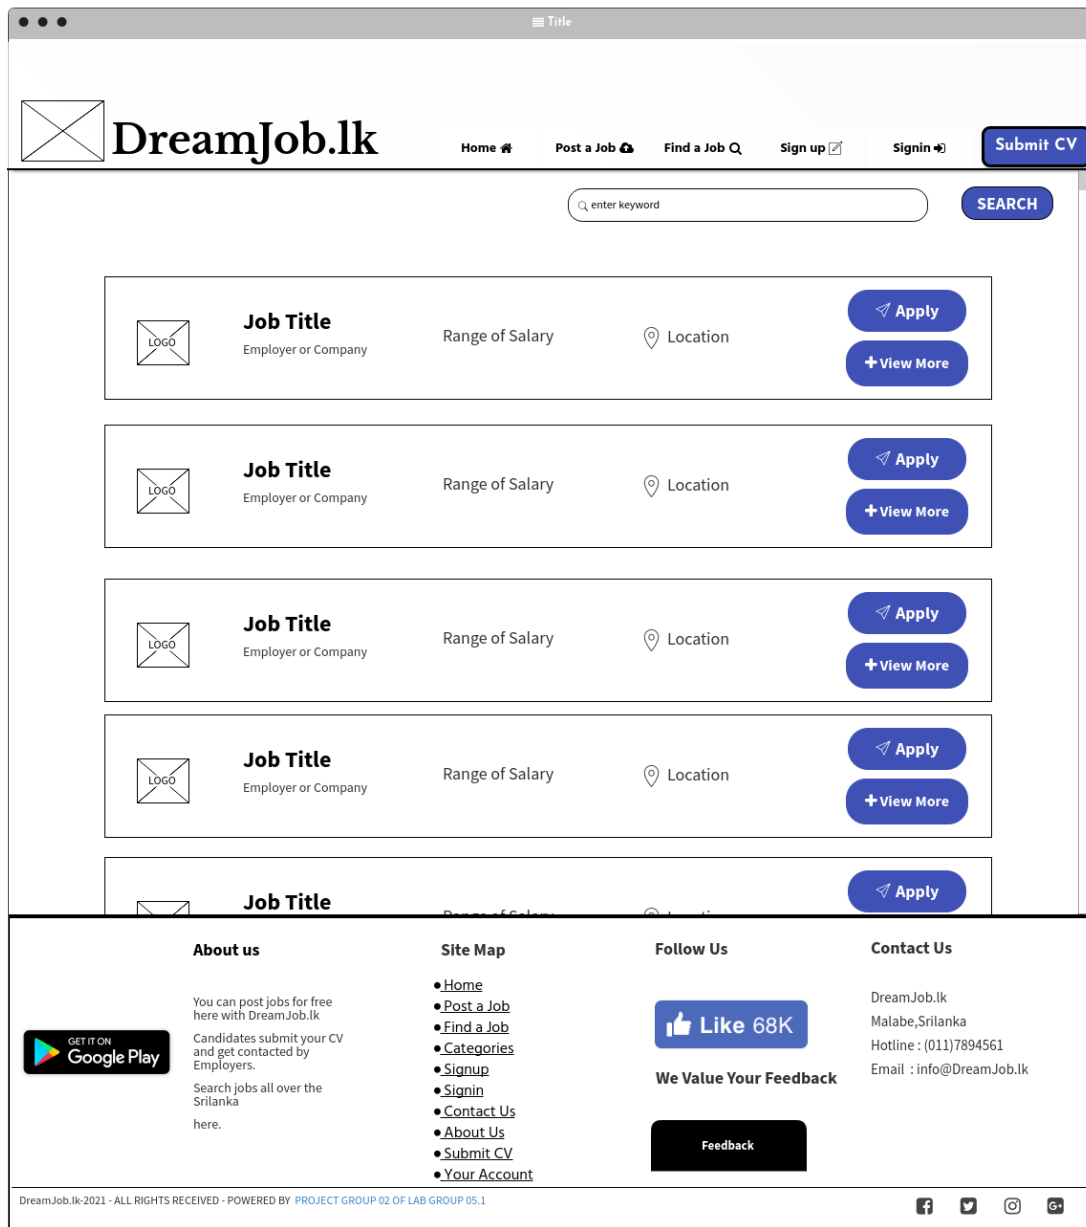 Title
DreamJob.lk
Home
Post a Job
Find a Job
Sign up
Signin
Submit CV
enter keyword
SEARCH
LOGO
Job Title
Employer or Company
Range of Salary
Location
Apply
View More
LOGO
Job Title
Employer or Company
Range of Salary
Location
Apply
View More
LOGO
Job Title
Employer or Company
Range of Salary
Location
Apply
View More
LOGO
Job Title
Employer or Company
Range of Salary
Location
Apply
View More
Job Title
Range of Salary
Location
Apply
GET IT ON
Google Play
About us
You can post jobs for free
here with DreamJob.lk
Candidates submit your CV
and get contacted by
Employers.
Search jobs all over the
Srilanka
here.
Site Map
Home
Post a Job
Find a Job
Categories
Signup
Signin
Contact Us
About Us
Submit CV
Your Account
Follow Us
Like 68K
We Value Your Feedback
Feedback
Contact Us
DreamJob.lk
Malabe,Srilanka
Hotline : (011)7894561
Email : info@DreamJob.lk
DreamJob.lk-2021 - ALL RIGHTS RECEIVED - POWERED BY PROJECT GROUP 02 OF LAB GROUP 05.1